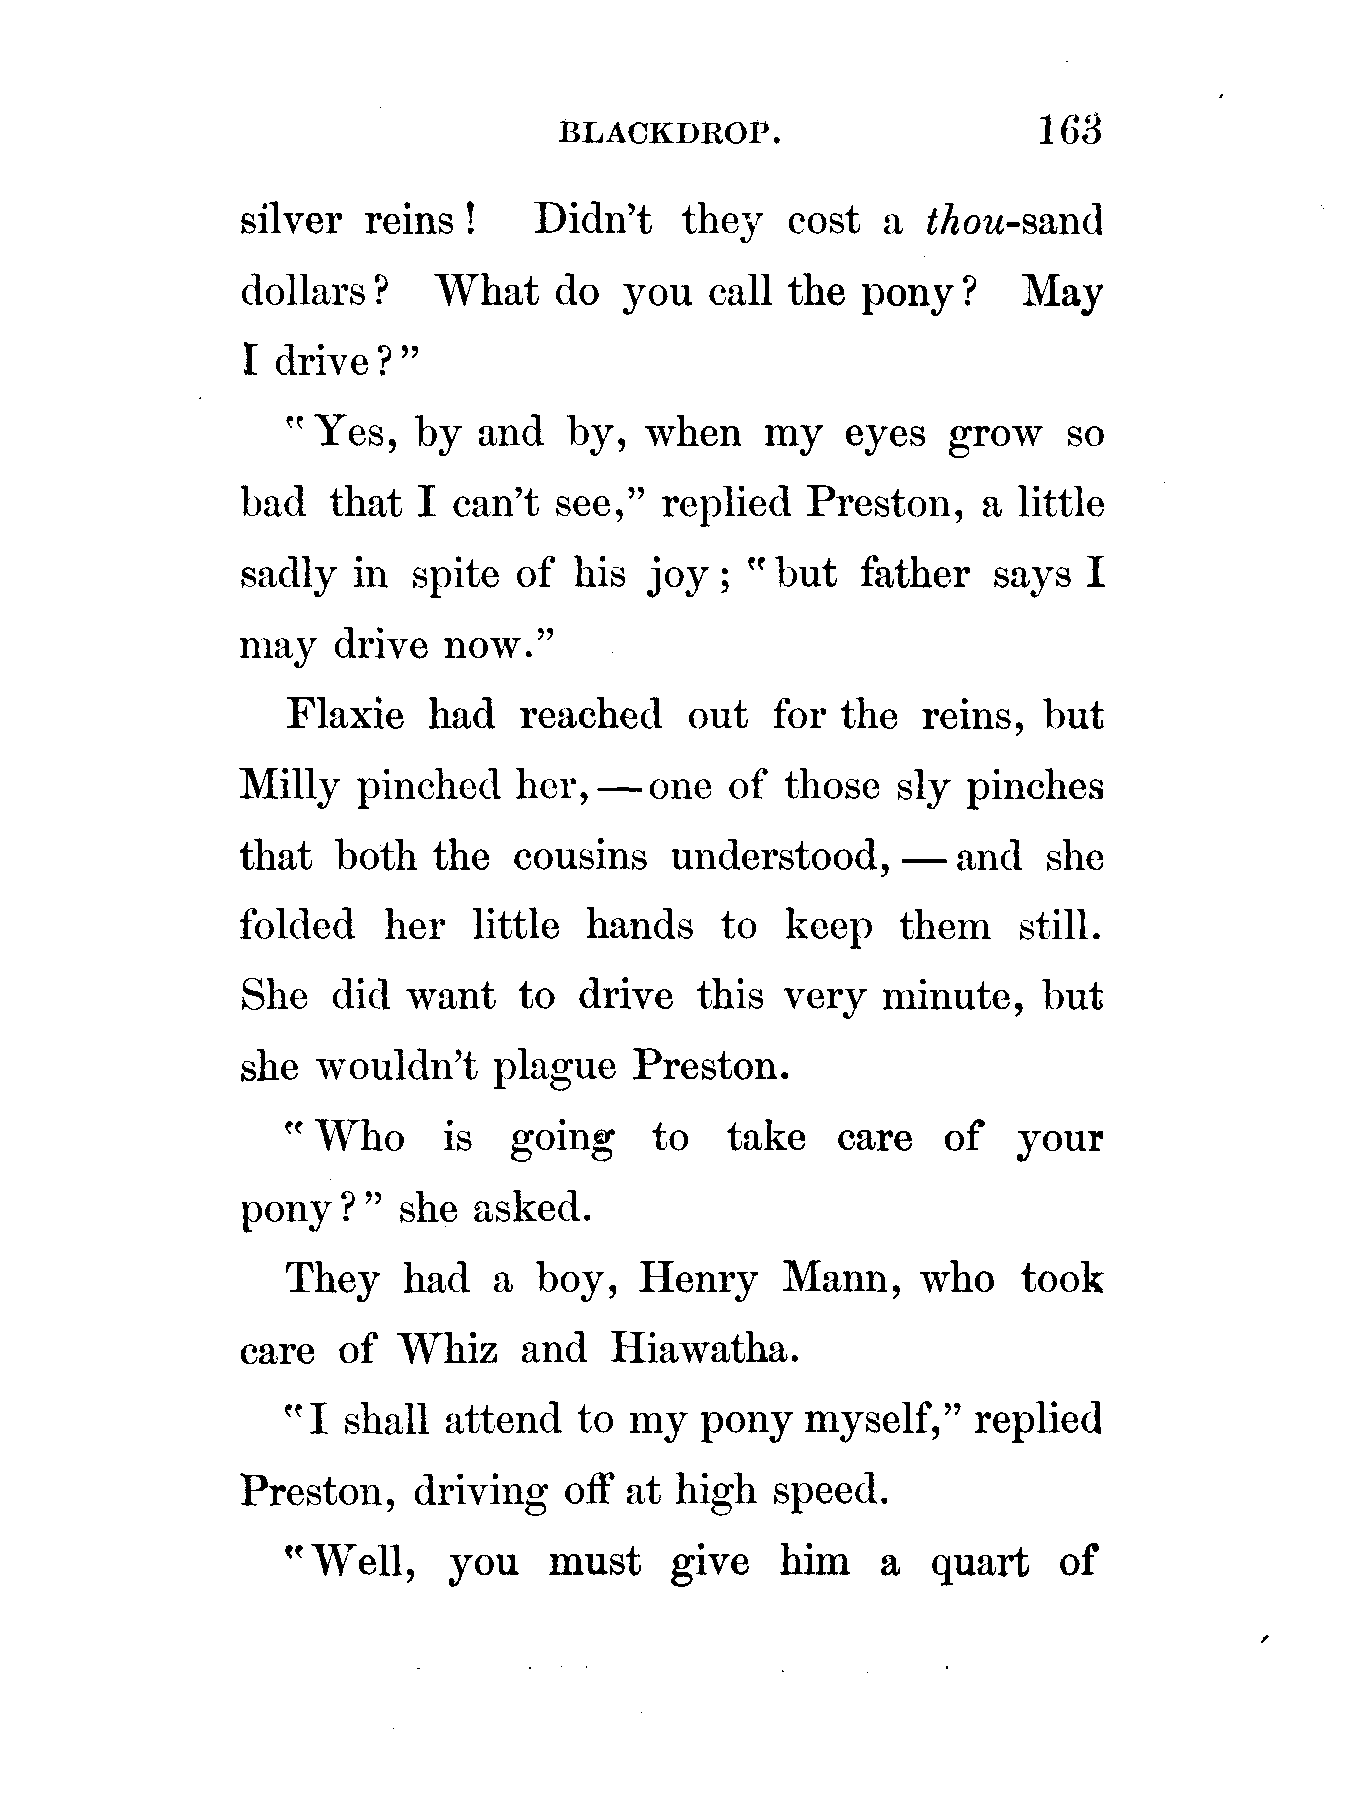 BLACKDROP. 163
silver reins! Didn't they cost a thou-sand
dollars? What do you call the pony? May
I drive?"
"Yes, by and by, when my eyes grow so
bad that I can't see," replied Preston, a little
sadly in spite of his joy; "but father says I
may drive now."
Flaxie had reached out for the reins, but
Milly pinched her,—one of those sly pinches
that both the cousins understood,—and she
folded her little hands to keep them still.
She did want to drive this very minute, but
she wouldn't plague Preston.
"Who is going to take care of your
pony?" she asked.
They had a boy, Henry Mann, who took
care of Whiz and Hiawatha.
"I shall attend to my pony myself," replied
Preston, driving off at high speed.
"Well, you must give him a quart of